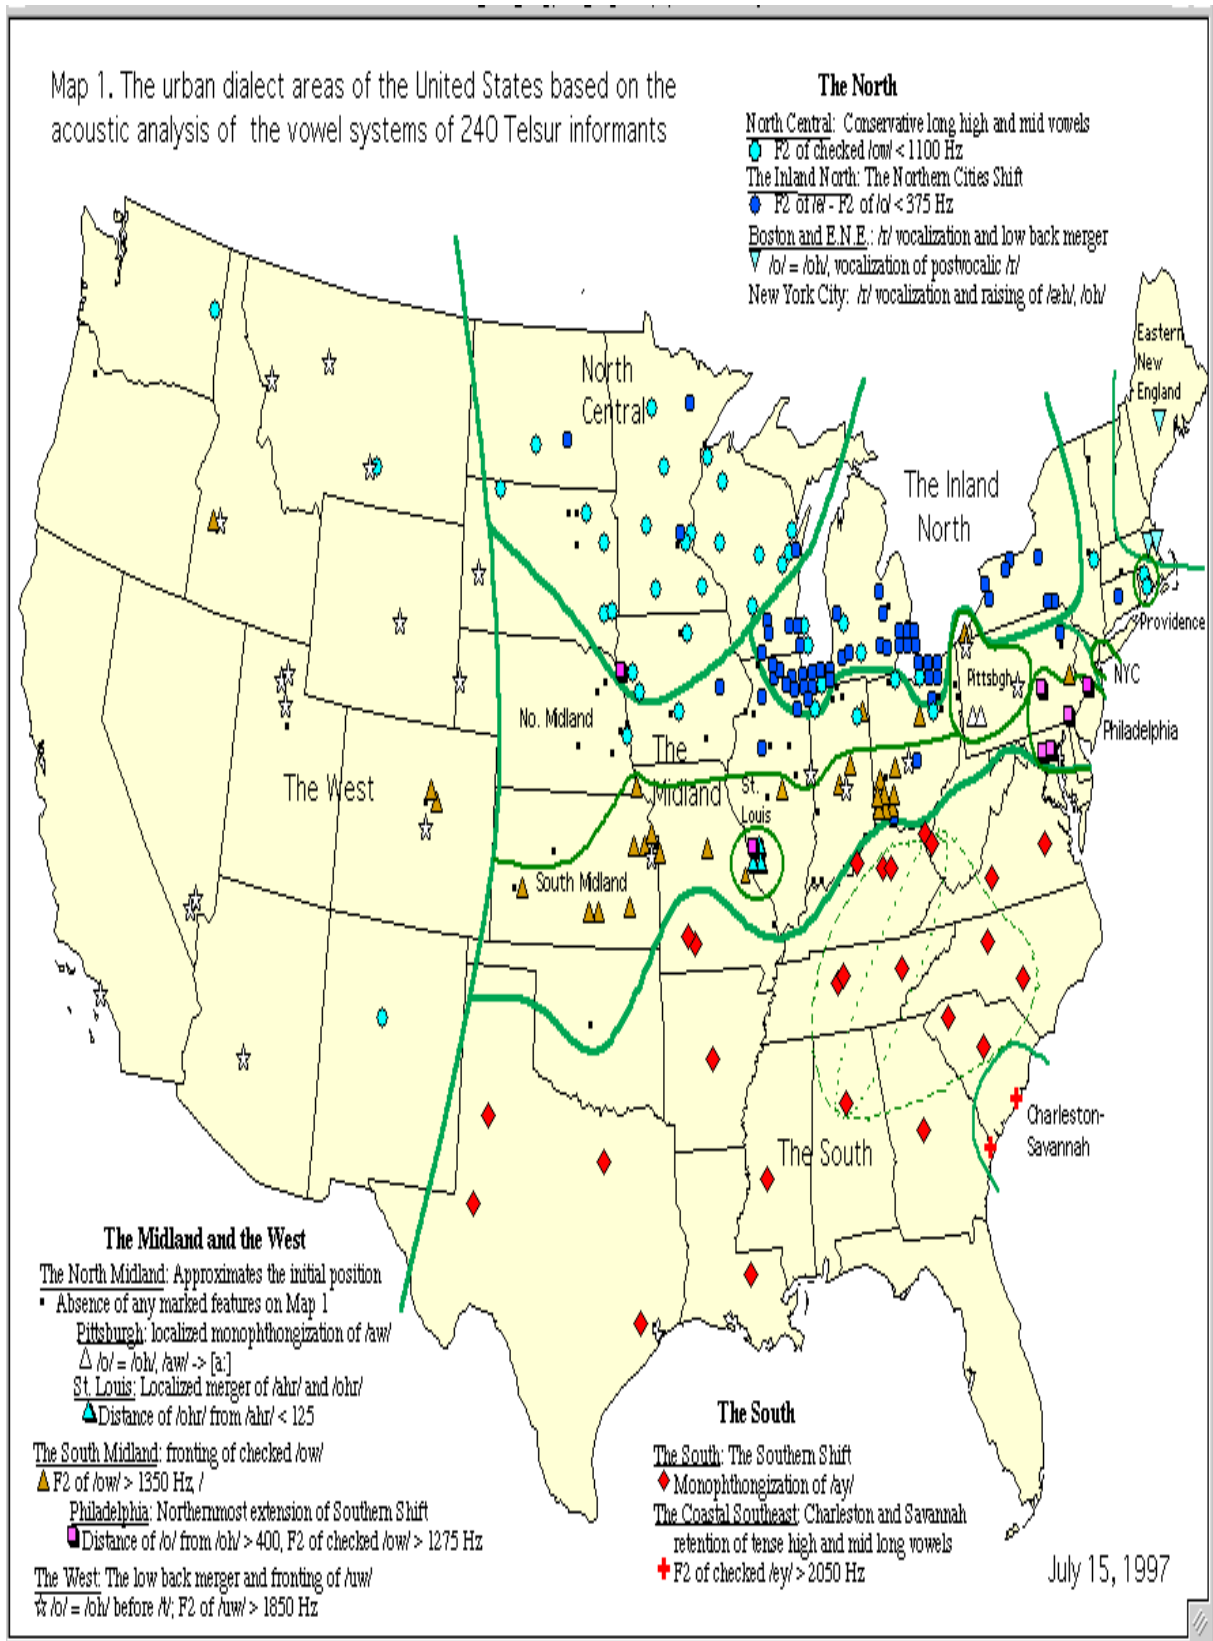 Map 1. The urban dialect areas of the United States based on the
acoustic analysis of the vowel systems of 240 Telsur informants
The North
North Central: Conservative long high and mid vowels
F2 of checked /ow/ < 1100 Hz
The Inland North: The Northern Cities Shift
F2 of /e/ - F2 of /o/ < 375 Hz
Boston and E.N.E.: /r/ vocalization and low back merger
/o/ = /oh/, vocalization of postvocalic /r/
New York City: /r/ vocalization and raising of /æh/, /oh/
Eastern
New
England
North
Central
The Inland
North
Providence
Pittsbgh
NYC
No. Midland
Philadelphia
The
Midland
The West
St.
Louis
South Midland
Charleston-
Savannah
The South
The Midland and the West
The North Midland: Approximates the initial position
Absence of any marked features on Map 1
Pittsburgh: localized monophthongization of /aw/
/o/ = /oh/, /aw/ -> [a:]
St. Louis: Localized merger of /ahr/ and /ohr/
Distance of /ohr/ from /ahr/ < 125
The South Midland: fronting of checked /ow/
F2 of /ow/ > 1350 Hz, /
Philadelphia: Northernmost extension of Southern Shift
Distance of /o/ from /oh/ > 400, F2 of checked /ow/ > 1275 Hz
The West: The low back merger and fronting of /uw/
/o/ = /oh/ before /t/; F2 of /uw/ > 1850 Hz
The South
The South: The Southern Shift
Monophthongization of /ay/
The Coastal Southeast: Charleston and Savannah
retention of tense high and mid long vowels
F2 of checked /ey/ > 2050 Hz
July 15, 1997